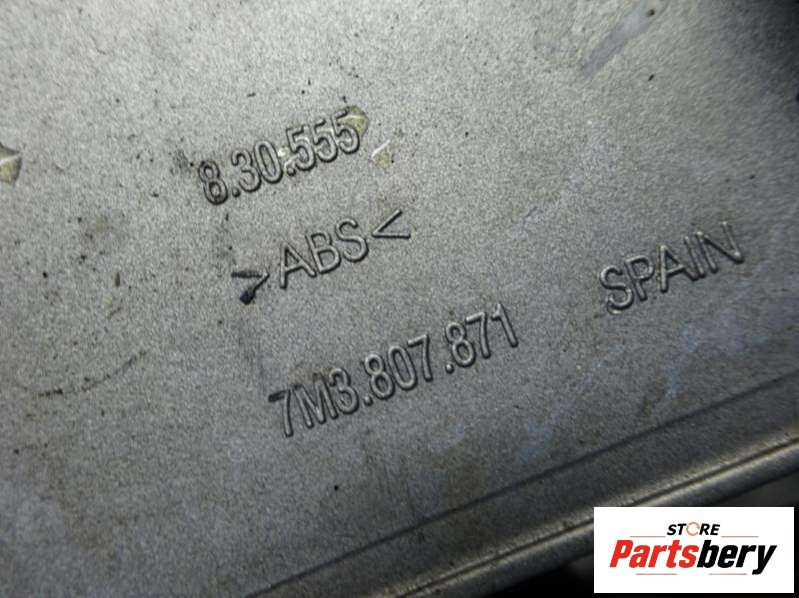 8.30.555
>ABS<
SPAIN
7M3.807.871
STORE
Partsbery